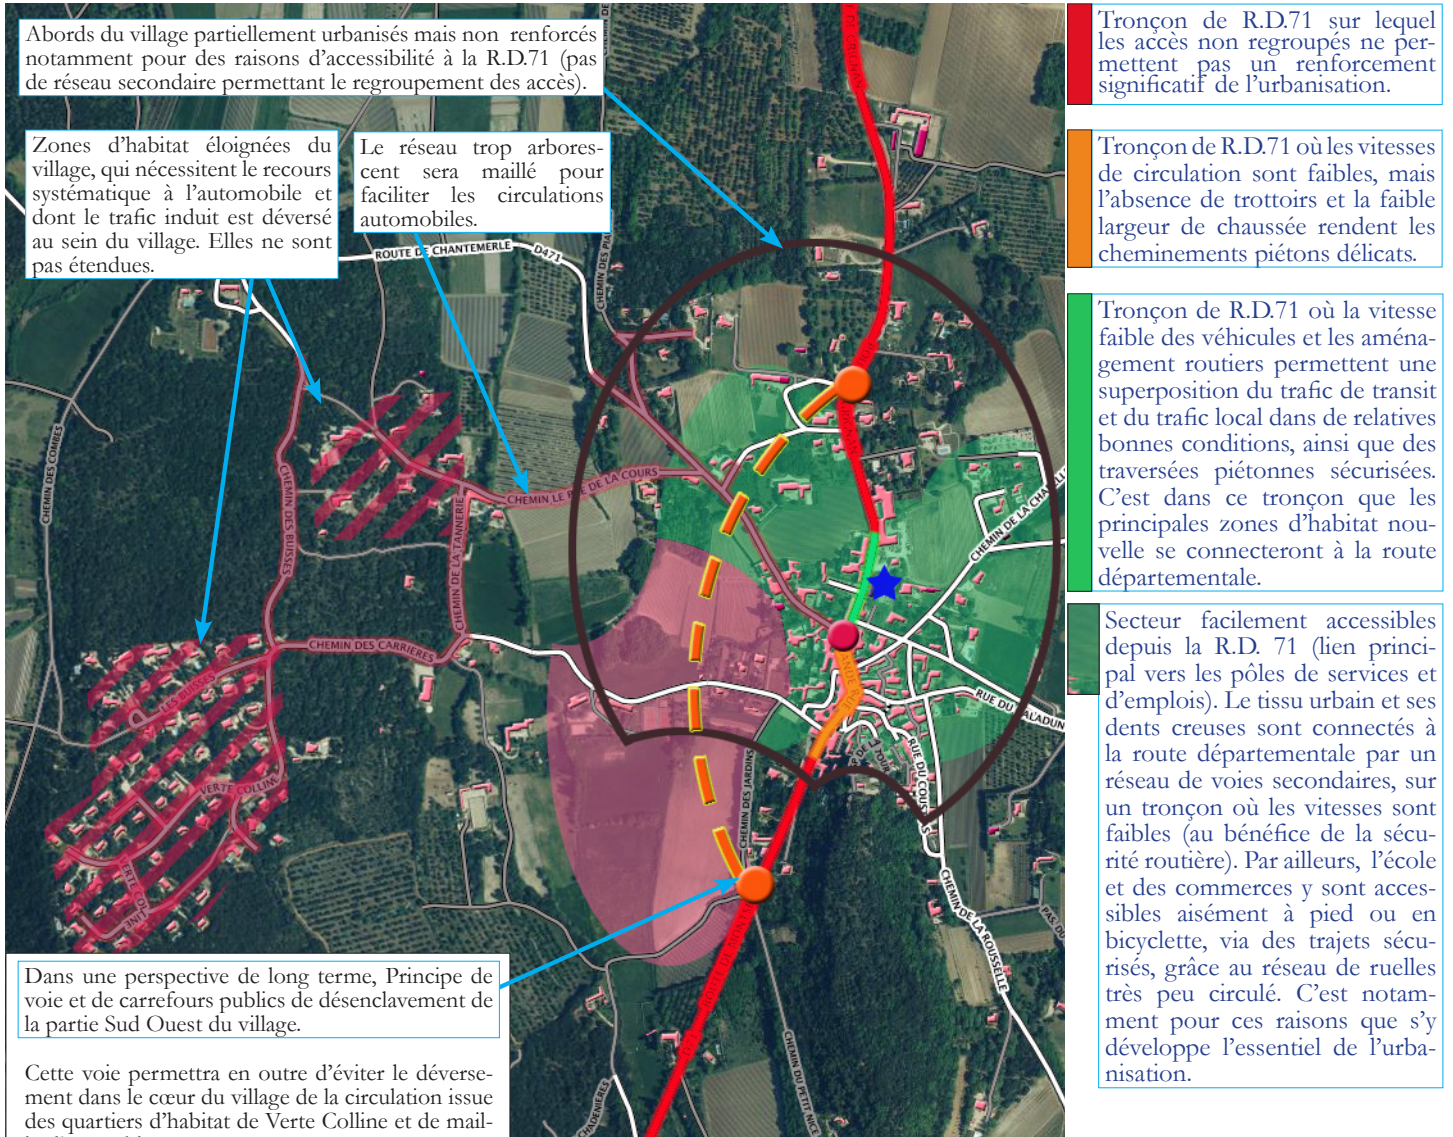 Abords du village partiellement urbanisés mais non renforcés
notamment pour des raisons d'accessibilité à la R.D.71 (pas
de réseau secondaire permettant le regroupement des accès).
Zones d'habitat éloignées du
village, qui nécessitent le recours
systématique à l'automobile et
dont le trafic induit est déversé
au sein du village. Elles ne sont
pas étendues.
Le réseau trop arbores-
cent sera maillé pour
faciliter les circulations
automobiles.
ROUTE DE CHANTEMERLE
D471
CHEMIN DES COMBES
CHEMIN DES BUISSES
CHEMIN LE PRE DE LA COURS
CHEMIN DE LA TANNERIE
CHEMIN DES CARRIERES
LES BUISSES
VERTE COLLINE
VERTE COLLINE
CHEMIN DE LA CHAPELLE
RUE DU PALADUN
CHEMIN DES JARDINS
CHEMIN DE LA ROUSSELLE
CHEMIN DU PETIT NICE
Dans une perspective de long terme, Principe de
voie et de carrefours publics de désenclavement de
la partie Sud Ouest du village.
Cette voie permettra en outre d'éviter le déverse-
ment dans le cœur du village de la circulation issue
des quartiers d'habitat de Verte Colline et de mail-
Tronçon de R.D.71 sur lequel
les accès non regroupés ne per-
mettent pas un renforcement
significatif de l'urbanisation.
Tronçon de R.D.71 où les vitesses
de circulation sont faibles, mais
l'absence de trottoirs et la faible
largeur de chaussée rendent les
cheminements piétons délicats.
Tronçon de R.D.71 où la vitesse
faible des véhicules et les aména-
gement routiers permettent une
superposition du trafic de transit
et du trafic local dans de relatives
bonnes conditions, ainsi que des
traversées piétonnes sécurisées.
C'est dans ce tronçon que les
principales zones d'habitat nou-
velle se connecteront à la route
départementale.
Secteur facilement accessibles
depuis la R.D. 71 (lien princi-
pal vers les pôles de services et
d'emplois). Le tissu urbain et ses
dents creuses sont connectés à
la route départementale par un
réseau de voies secondaires, sur
un tronçon où les vitesses sont
faibles (au bénéfice de la sécu-
rité routière). Par ailleurs, l'école
et des commerces y sont acces-
sibles aisément à pied ou en
bicyclette, via des trajets sécu-
risés, grâce au réseau de ruelles
très peu circulé. C'est notam-
ment pour ces raisons que s'y
développe l'essentiel de l'urba-
nisation.